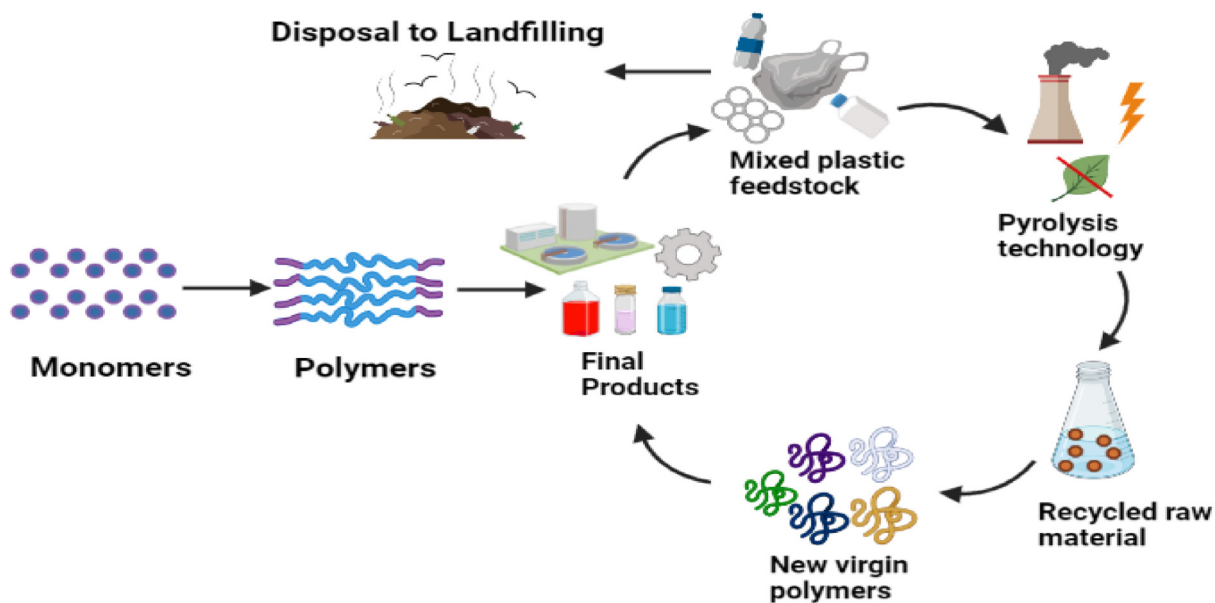 Disposal to Landfilling
Mixed plastic
feedstock
Pyrolysis
technology
Monomers
Polymers
Final
Products
Recycled raw
material
New virgin
polymers